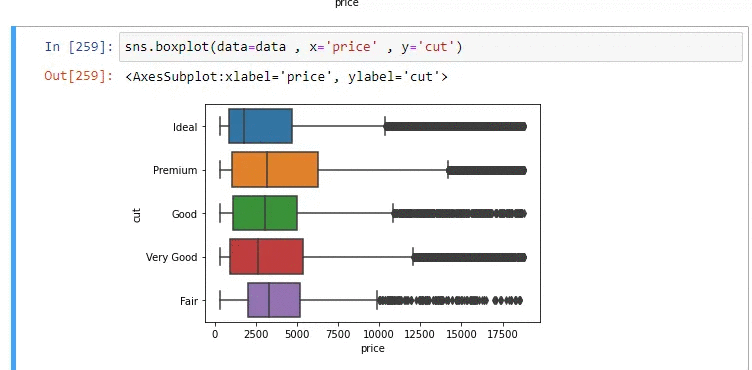 price
In [259]: sns.boxplot(data=data , x='price' , y='cut')
Out[259]: <AxesSubplot:xlabel='price', ylabel='cut'>
Ideal
Premium
Good
Very Good
Fair
cut
0 2500 5000 7500 10000 12500 15000 17500
price